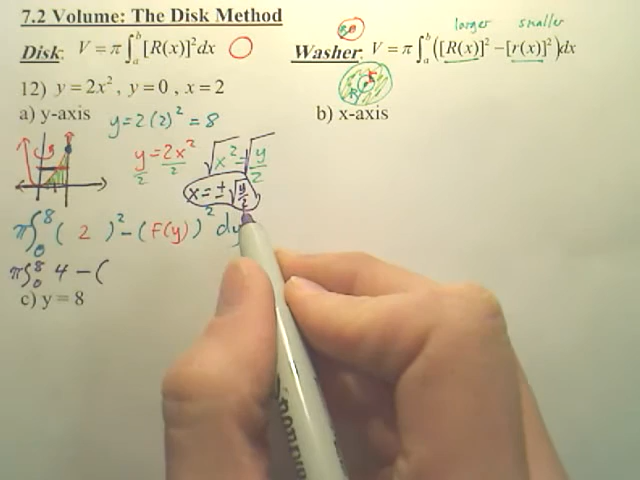 7.2 Volume: The Disk Method
larger smaller
Disk: V = π ∫ₐᵇ [R(x)]² dx
Washer: V = π ∫ₐᵇ ([R(x)]² − [r(x)]²) dx
12) y = 2x², y = 0, x = 2
a) y-axis y = 2(2)² = 8
b) x-axis
y/2 = 2x²/2 √x² = √y/2
x = ± √y/2
π ∫₀⁸ ( 2 )² − ( F(y) )² dy
π ∫₀⁸ 4 − (
c) y = 8